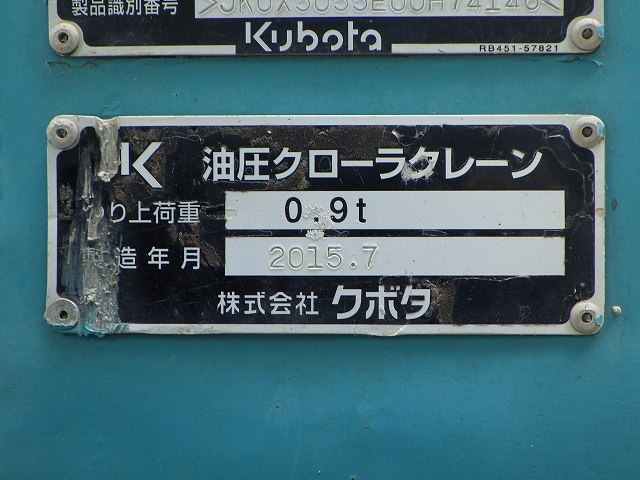 製品識別番号
Kubota
RB451-57821
K 油圧クローラクレーン
り上荷重 0.9t
造年月 2015.7
株式会社 クボタ